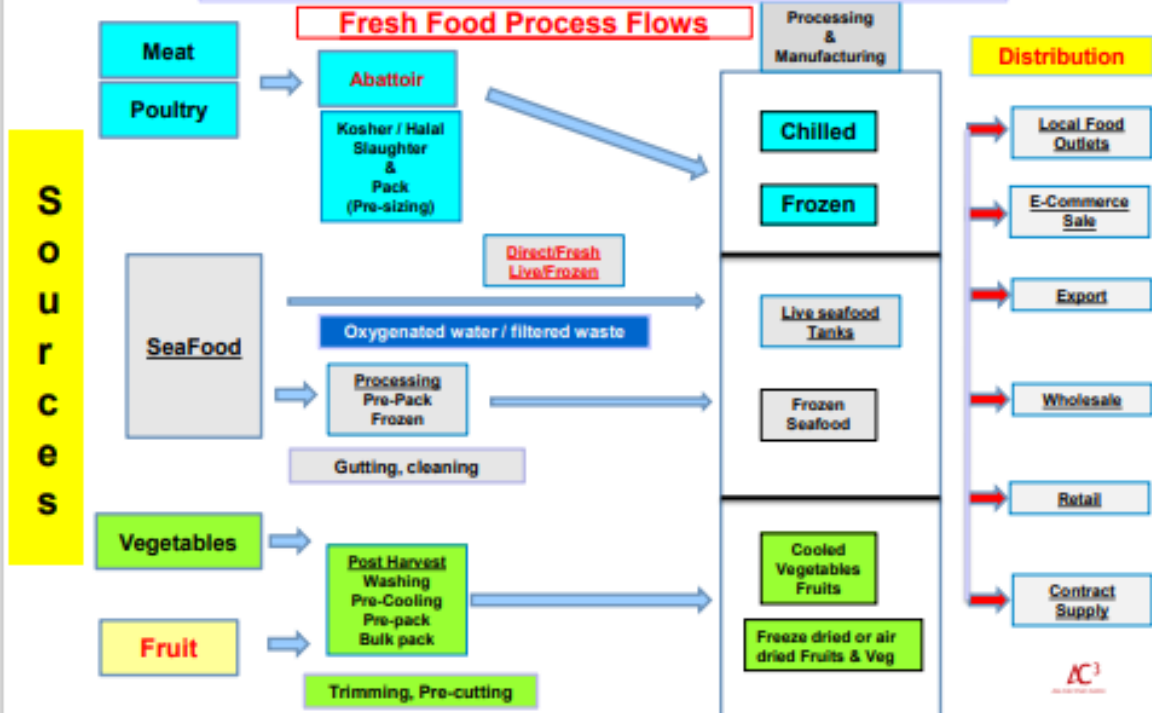 Fresh Food Process Flows
Processing
&
Manufacturing
Distribution
Sources
Meat
Poultry
Abattoir
Kosher / Halal
Slaughter
&
Pack
(Pre-sizing)
Chilled
Frozen
SeaFood
Direct/Fresh
Live/Frozen
Oxygenated water / filtered waste
Processing
Pre-Pack
Frozen
Gutting, cleaning
Live seafood
Tanks
Frozen
Seafood
Vegetables
Fruit
Post Harvest
Washing
Pre-Cooling
Pre-pack
Bulk pack
Trimming, Pre-cutting
Cooled
Vegetables
Fruits
Freeze dried or air
dried Fruits & Veg
Local Food
Outlets
E-Commerce
Sale
Export
Wholesale
Retail
Contract
Supply
AC³